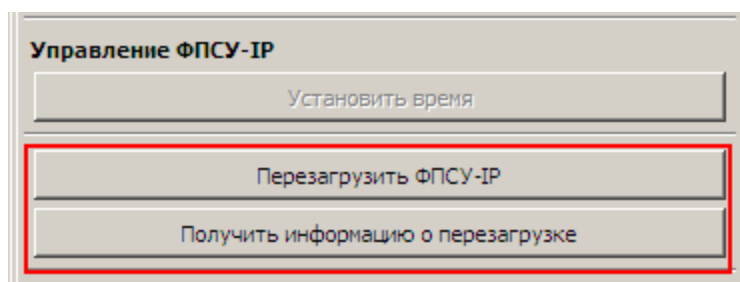 Управление ФПСУ-IP
Установить время
Перезагрузить ФПСУ-IP
Получить информацию о перезагрузке